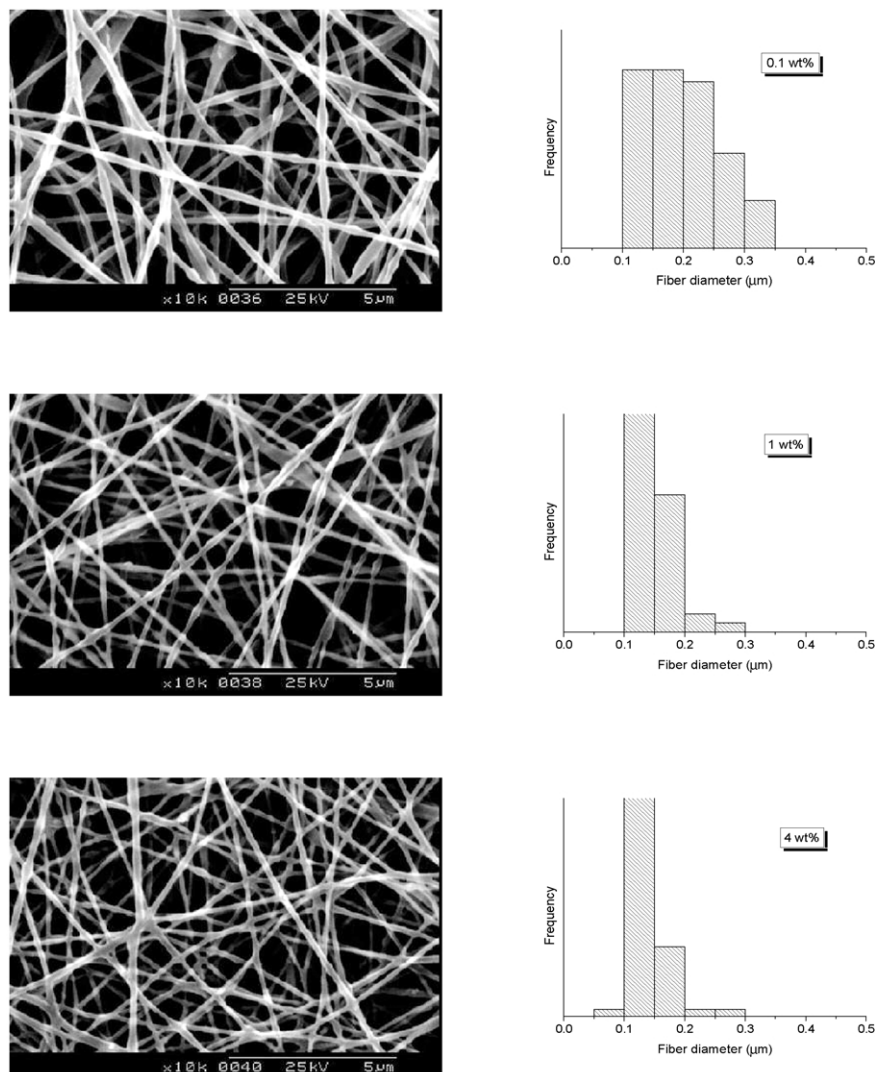 0.1 wt%
Frequency
0.0 0.1 0.2 0.3 0.4 0.5
Fiber diameter (μm)
×10k 0036 25kV 5μm
1 wt%
Frequency
0.0 0.1 0.2 0.3 0.4 0.5
Fiber diameter (μm)
×10k 0038 25kV 5μm
4 wt%
Frequency
0.0 0.1 0.2 0.3 0.4 0.5
Fiber diameter (μm)
×10k 0040 25kV 5μm